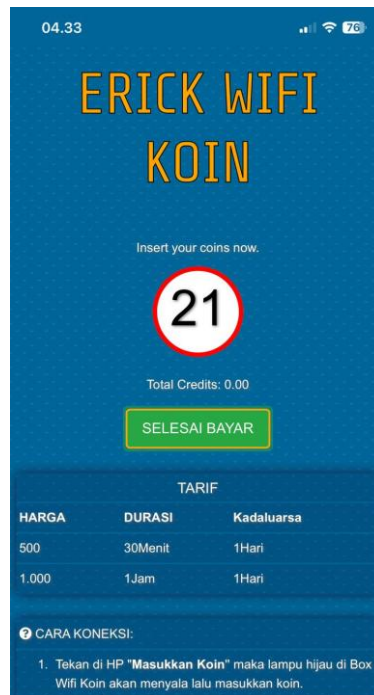 04.33
76
ERICK WIFI
KOIN
Insert your coins now.
21
Total Credits: 0.00
SELESAI BAYAR
TARIF
HARGA DURASI Kadaluarsa
500 30Menit 1Hari
1.000 1Jam 1Hari
CARA KONEKSI:
1. Tekan di HP "Masukkan Koin" maka lampu hijau di Box
Wifi Koin akan menyala lalu masukkan koin.